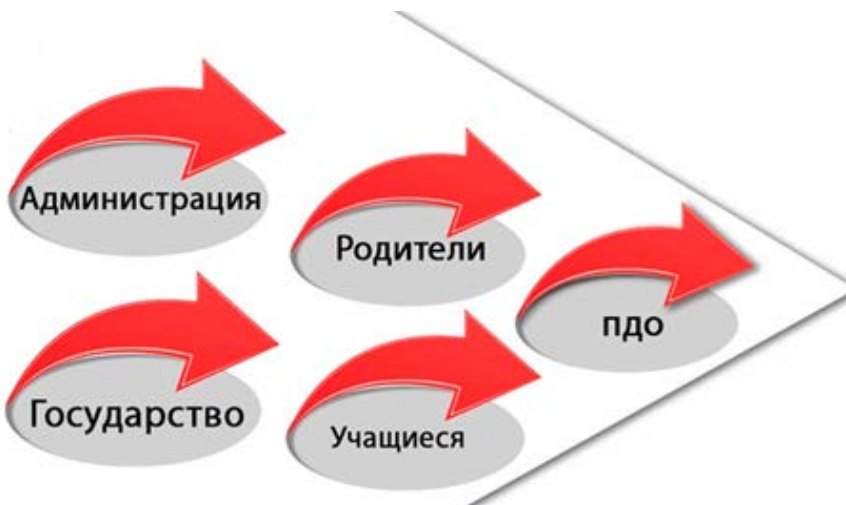 Администрация
Родители
пдо
Государство
Учащиеся